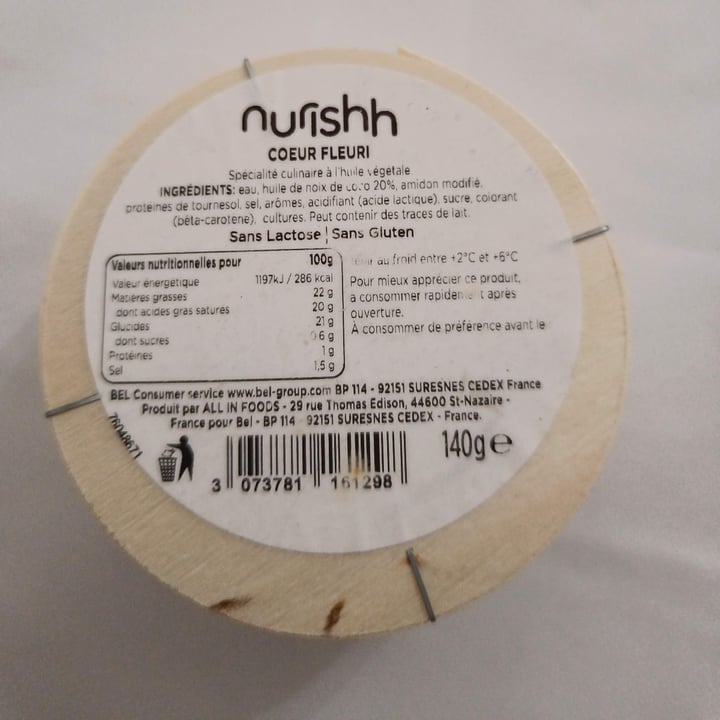 nurishh
COEUR FLEURI
Spécialité culinaire à l'huile végétale
INGRÉDIENTS: eau, huile de noix de coco 20%, amidon modifié,
proteines de tournesol, sel, arômes, acidifiant (acide lactique), sucre, colorant
(béta-carotene), cultures. Peut contenir des traces de lait.
Sans Lactose | Sans Gluten
Valeurs nutritionnelles pour 100g
Valeur énergétique 1197kJ / 286 kcal
Matières grasses 22 g
dont acides gras saturés 20 g
Glucides 21 g
dont sucres 0 6 g
Protéines 1 g
Sel 1,5 g
au froid entre +2°C et +6°C
Pour mieux apprécier ce produit,
à consommer rapidement après
ouverture.
À consommer de préférence avant le
BEL Consumer service www.bel-group.com BP 114 - 92151 SURESNES CEDEX France
Produit par ALL IN FOODS - 29 rue Thomas Edison, 44600 St-Nazaire -
France pour Bel - BP 114 92151 SURESNES CEDEX - France.
76048671
140g e
3 073781 161298